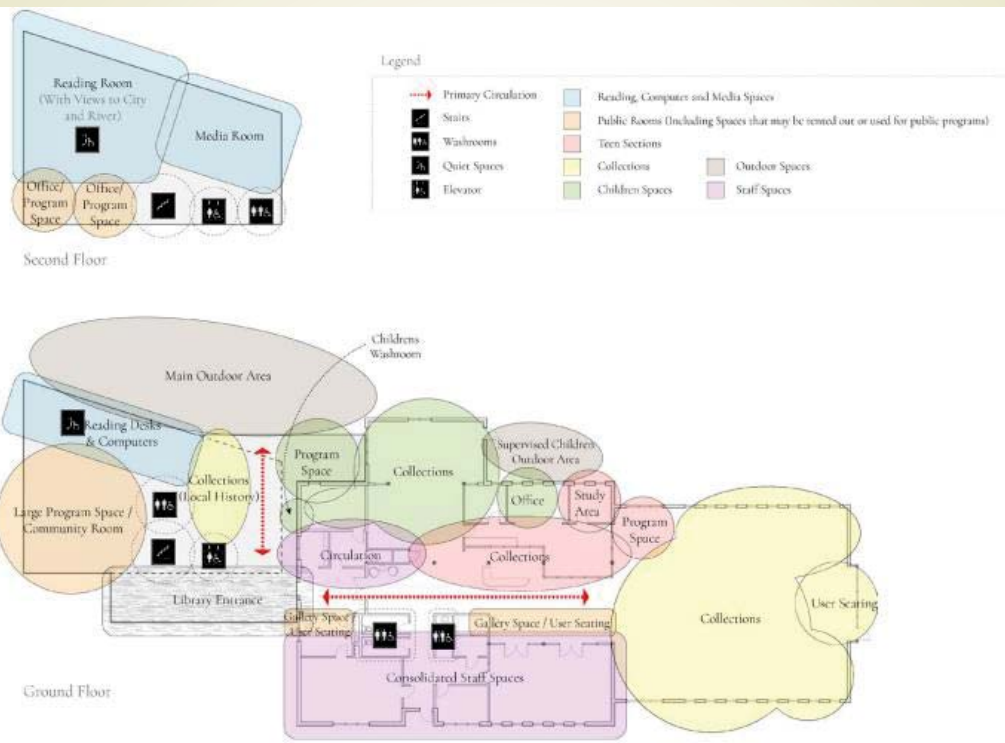 Reading Room
(With Views to City
and River)
Media Room
Office/
Program
Space
Office/
Program
Space
Second Floor
Legend
Primary Circulation
Stairs
Washrooms
Quiet Spaces
Elevator
Reading, Computer and Media Spaces
Public Rooms (Including Spaces that may be rented out or used for public programs)
Teen Sections
Collections
Children Spaces
Outdoor Spaces
Staff Spaces
Childrens
Washroom
Main Outdoor Area
Reading Desks
& Computers
Collections
(Local History)
Program
Space
Collections
Supervised Children
Outdoor Area
Office
Study
Area
Program
Space
Large Program Space /
Community Room
Circulation
Collections
Library Entrance
Gallery Space /
User Seating
Gallery Space / User Seating
Collections
User Seating
Consolidated Staff Spaces
Ground Floor